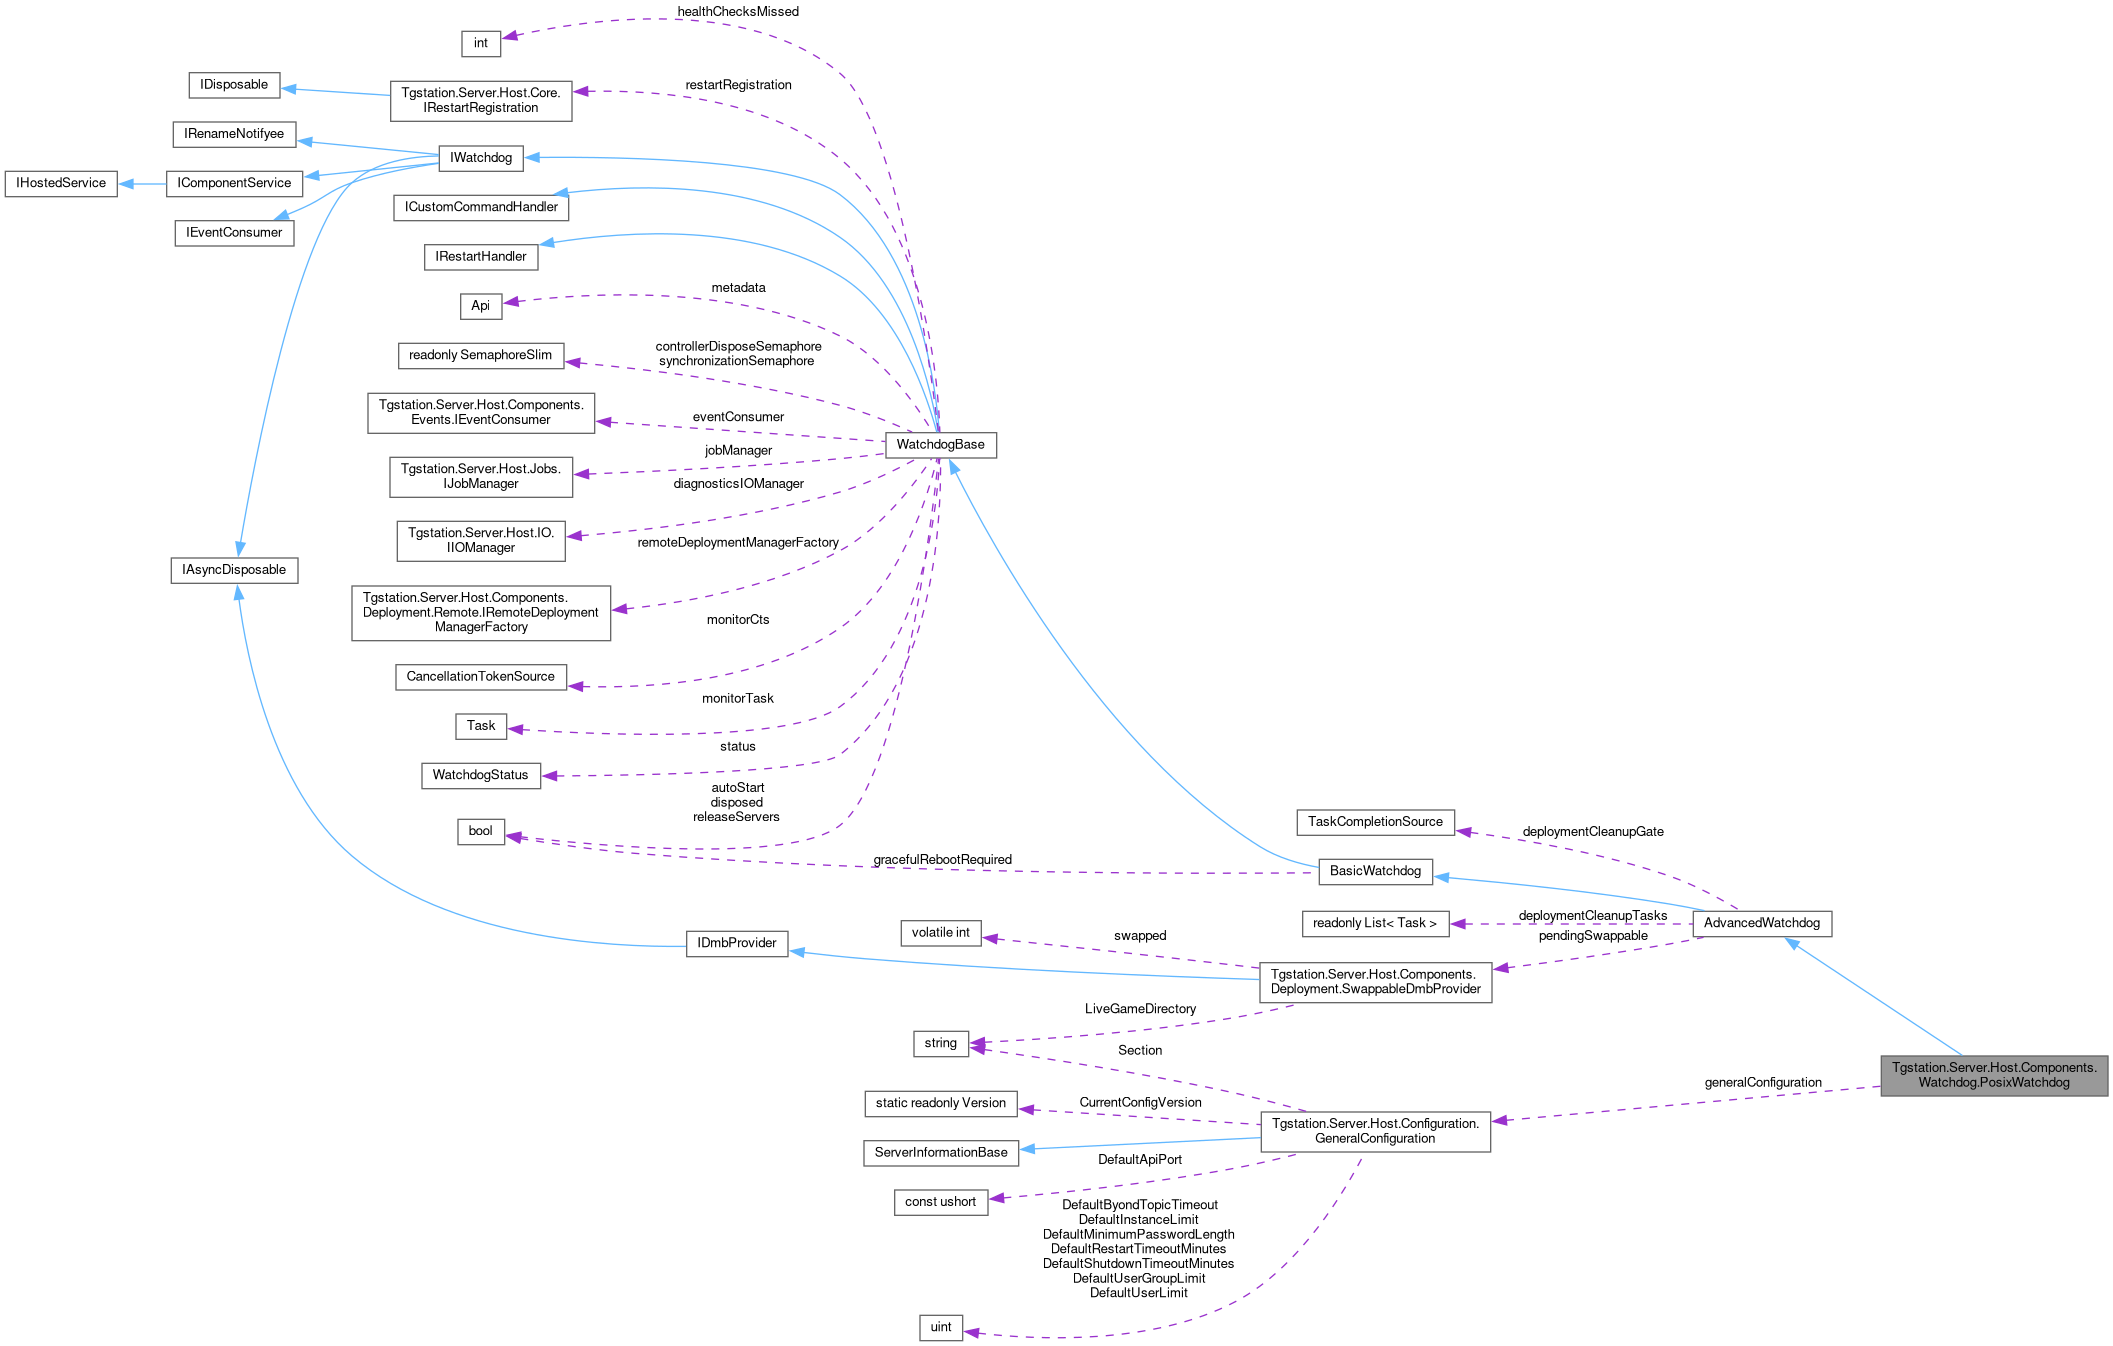 healthChecksMissed
int
restartRegistration
IDisposable
Tgstation.Server.Host.Core.
IRestartRegistration
IRenameNotifyee
IWatchdog
IHostedService
IComponentService
ICustomCommandHandler
IEventConsumer
IRestartHandler
metadata
Api
controllerDisposeSemaphore
synchronizationSemaphore
readonly SemaphoreSlim
Tgstation.Server.Host.Components.
Events.IEventConsumer
eventConsumer
WatchdogBase
jobManager
Tgstation.Server.Host.Jobs.
IJobManager
diagnosticsIOManager
Tgstation.Server.Host.IO.
IIOManager
remoteDeploymentManagerFactory
IAsyncDisposable
Tgstation.Server.Host.Components.
Deployment.Remote.IRemoteDeployment
ManagerFactory
monitorCts
CancellationTokenSource
monitorTask
Task
status
WatchdogStatus
autoStart
disposed
releaseServers
bool
TaskCompletionSource
deploymentCleanupGate
gracefulRebootRequired
BasicWatchdog
readonly List< Task >
deploymentCleanupTasks
AdvancedWatchdog
volatile int
swapped
pendingSwappable
IDmbProvider
Tgstation.Server.Host.Components.
Deployment.SwappableDmbProvider
LiveGameDirectory
string
Section
Tgstation.Server.Host.Components.
Watchdog.PosixWatchdog
generalConfiguration
static readonly Version
CurrentConfigVersion
Tgstation.Server.Host.Configuration.
GeneralConfiguration
ServerInformationBase
DefaultApiPort
const ushort
DefaultByondTopicTimeout
DefaultInstanceLimit
DefaultMinimumPasswordLength
DefaultRestartTimeoutMinutes
DefaultShutdownTimeoutMinutes
DefaultUserGroupLimit
DefaultUserLimit
uint